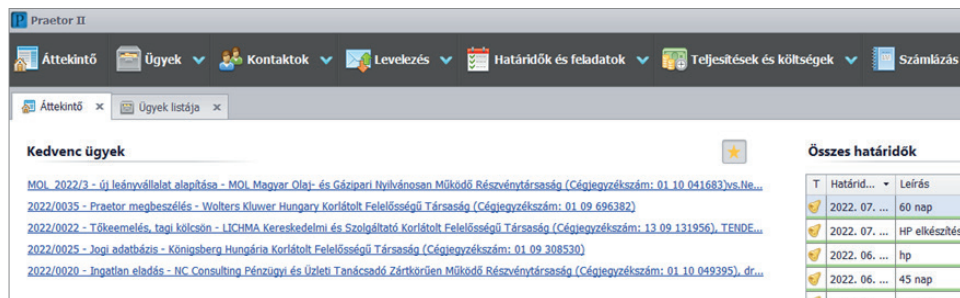 Praetor II
Áttekintő Ügyek Kontaktok Levelezés Határidők és feladatok Teljesítések és költségek Számlázás
Áttekintő x Ügyek listája x
Kedvenc ügyek
MOL_2022/3 - új leányvállalat alapítása - MOL Magyar Olaj- és Gázipari Nyilvánosan Működő Részvénytársaság (Cégjegyzékszám: 01 10 041683)vs.Ne...
2022/0035 - Praetor megbeszélés - Wolters Kluwer Hungary Korlátolt Felelősségű Társaság (Cégjegyzékszám: 01 09 696382)
2022/0022 - Tőkeemelés, tagi kölcsön - LICHMA Kereskedelmi és Szolgáltató Korlátolt Felelősségű Társaság (Cégjegyzékszám: 13 09 131956), TENDE...
2022/0025 - Jogi adatbázis - Königsberg Hungária Korlátolt Felelősségű Társaság (Cégjegyzékszám: 01 09 308530)
2022/0020 - Ingatlan eladás - NC Consulting Pénzügyi és Üzleti Tanácsadó Zártkörűen Működő Részvénytársaság (Cégjegyzékszám: 01 10 049395), dr...
Összes határidők
T Határid... Leírás
2022. 07. ... 60 nap
2022. 07. ... HP elkészítés
2022. 06. ... hp
2022. 06. ... 45 nap